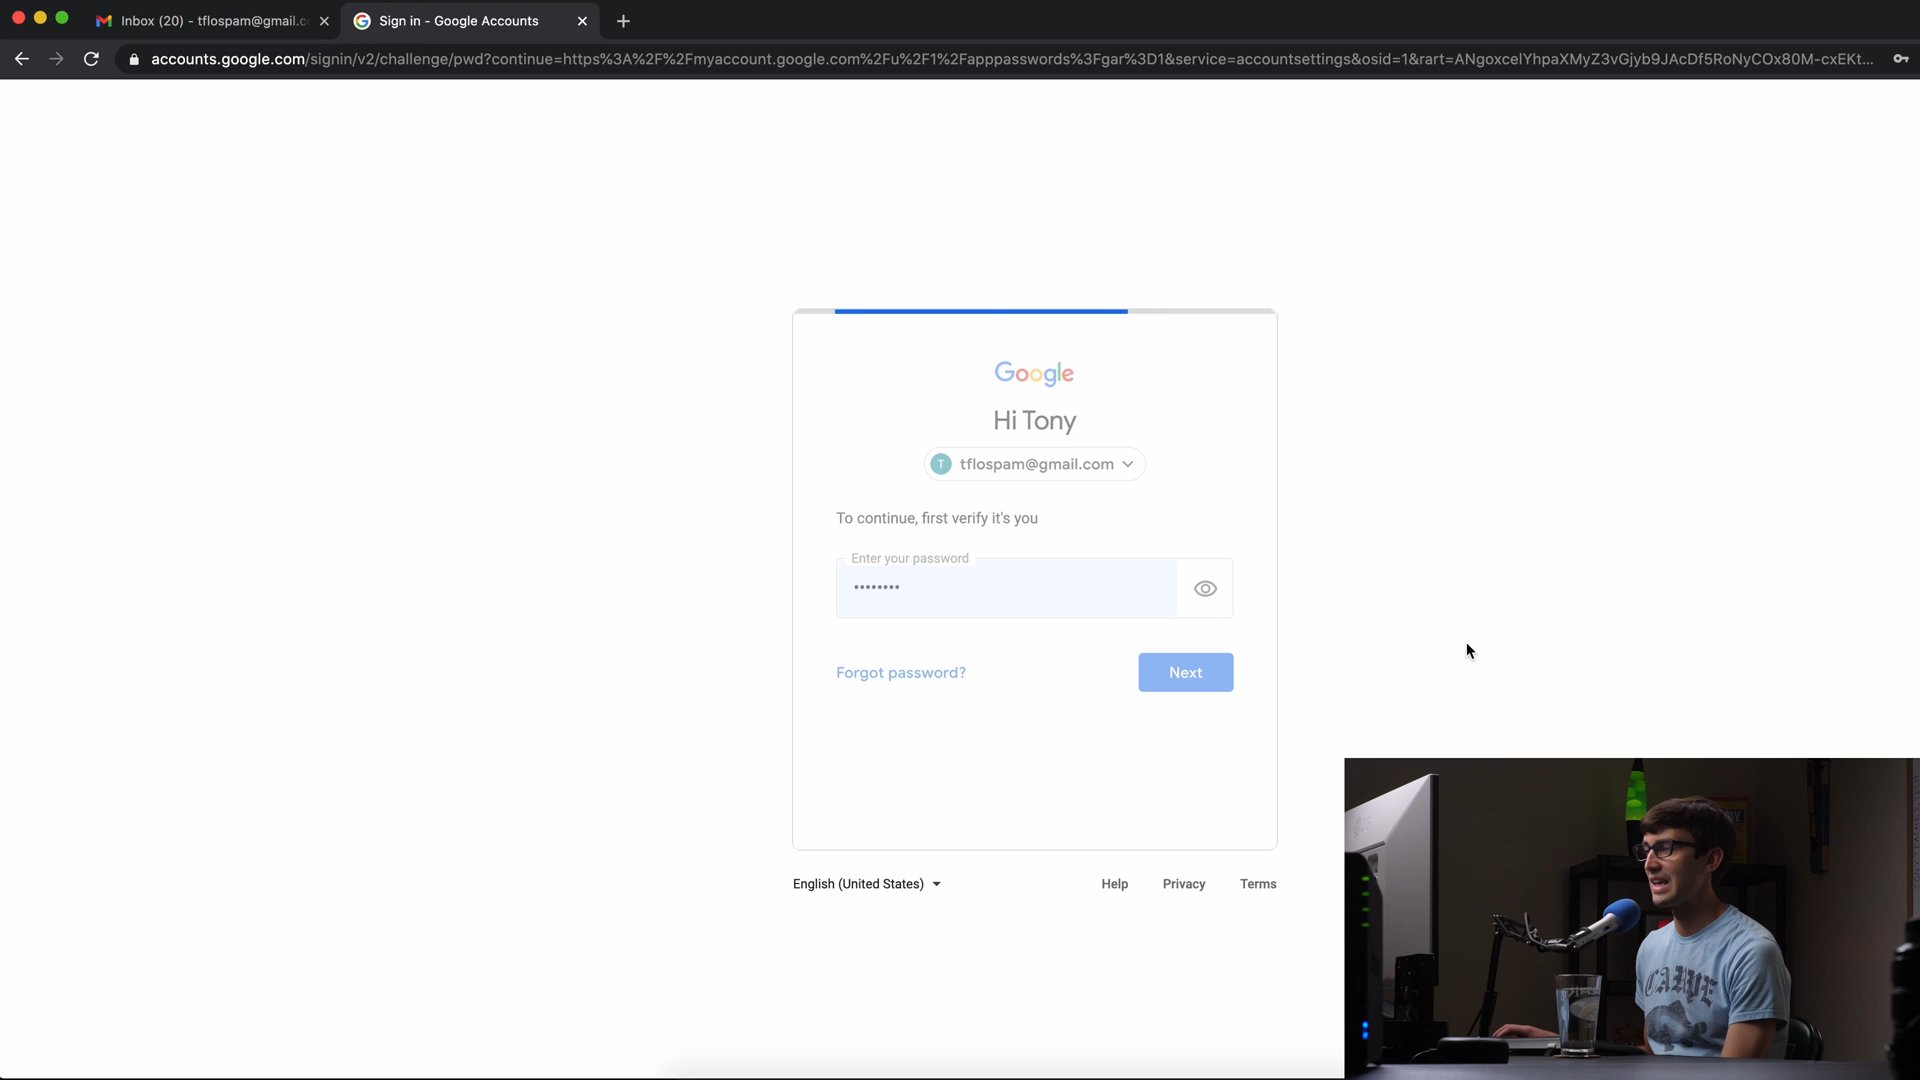 Inbox (20) - tflospam@gmail.c
Sign in - Google Accounts
accounts.google.com/signin/v2/challenge/pwd?continue=https%3A%2F%2Fmyaccount.google.com%2Fu%2F1%2Fapppasswords%3Fgar%3D1&service=accountsettings&osid=1&rart=ANgoxcelYhpaXMyZ3vGjyb9JAcDf5RoNyCOx80M-cxEKt...
Google
Hi Tony
T tflospam@gmail.com
To continue, first verify it's you
Enter your password
••••••••
Forgot password?
Next
English (United States)
Help
Privacy
Terms
LG
CARPE